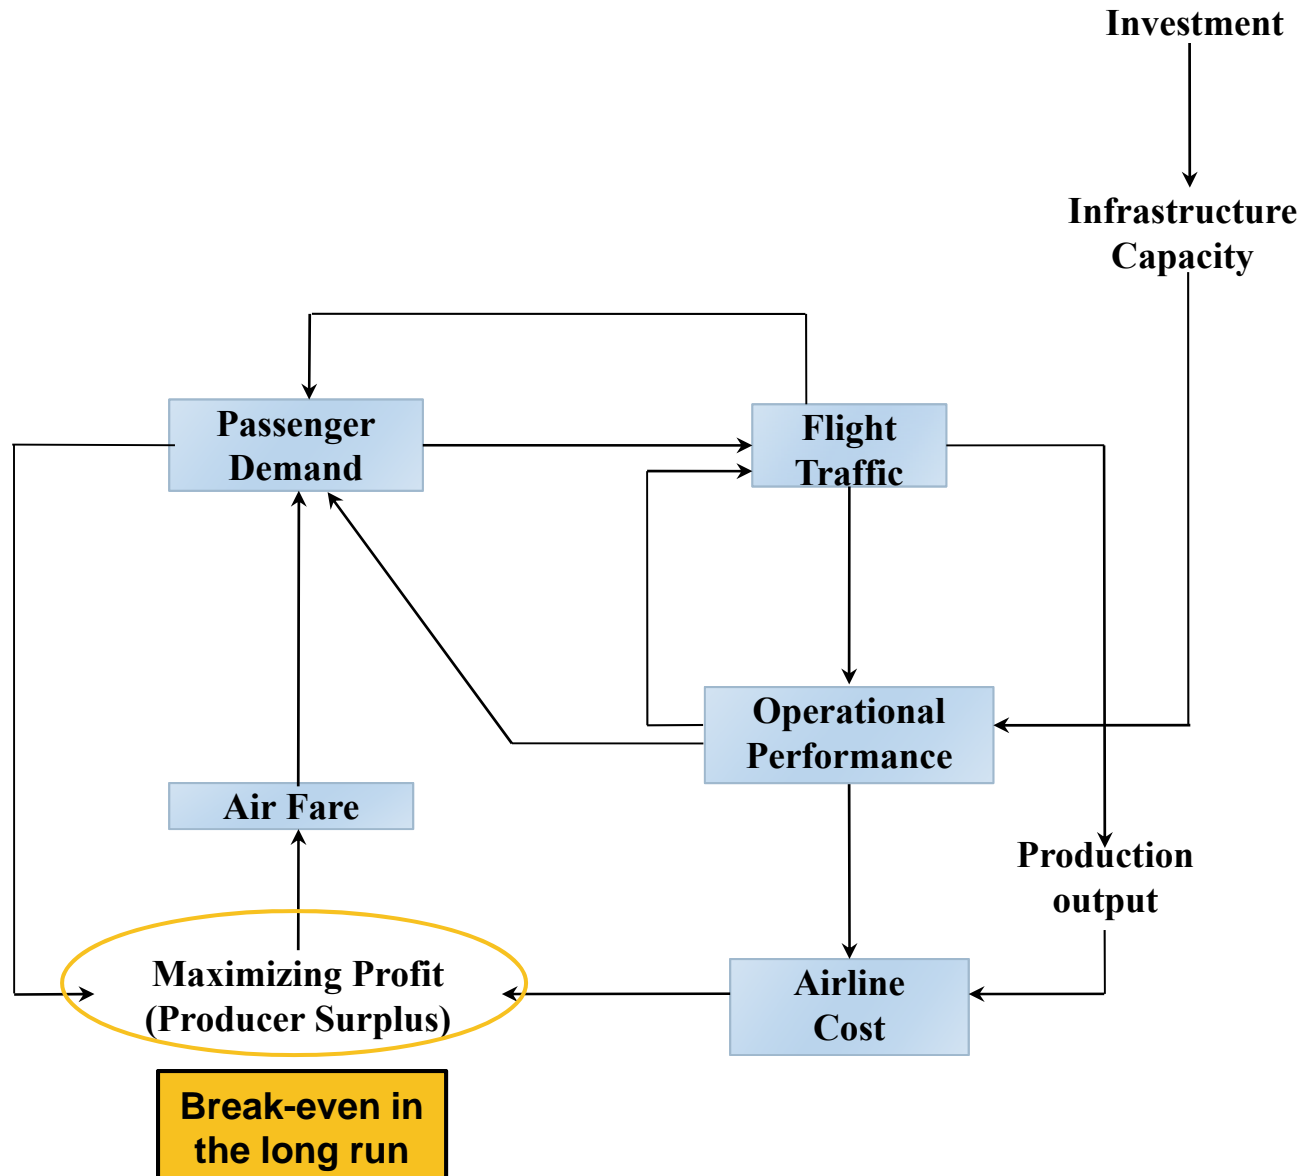 Investment
Infrastructure
Capacity
Passenger
Demand
Flight
Traffic
Operational
Performance
Air Fare
Production
output
Maximizing Profit
(Producer Surplus)
Airline
Cost
Break-even in
the long run